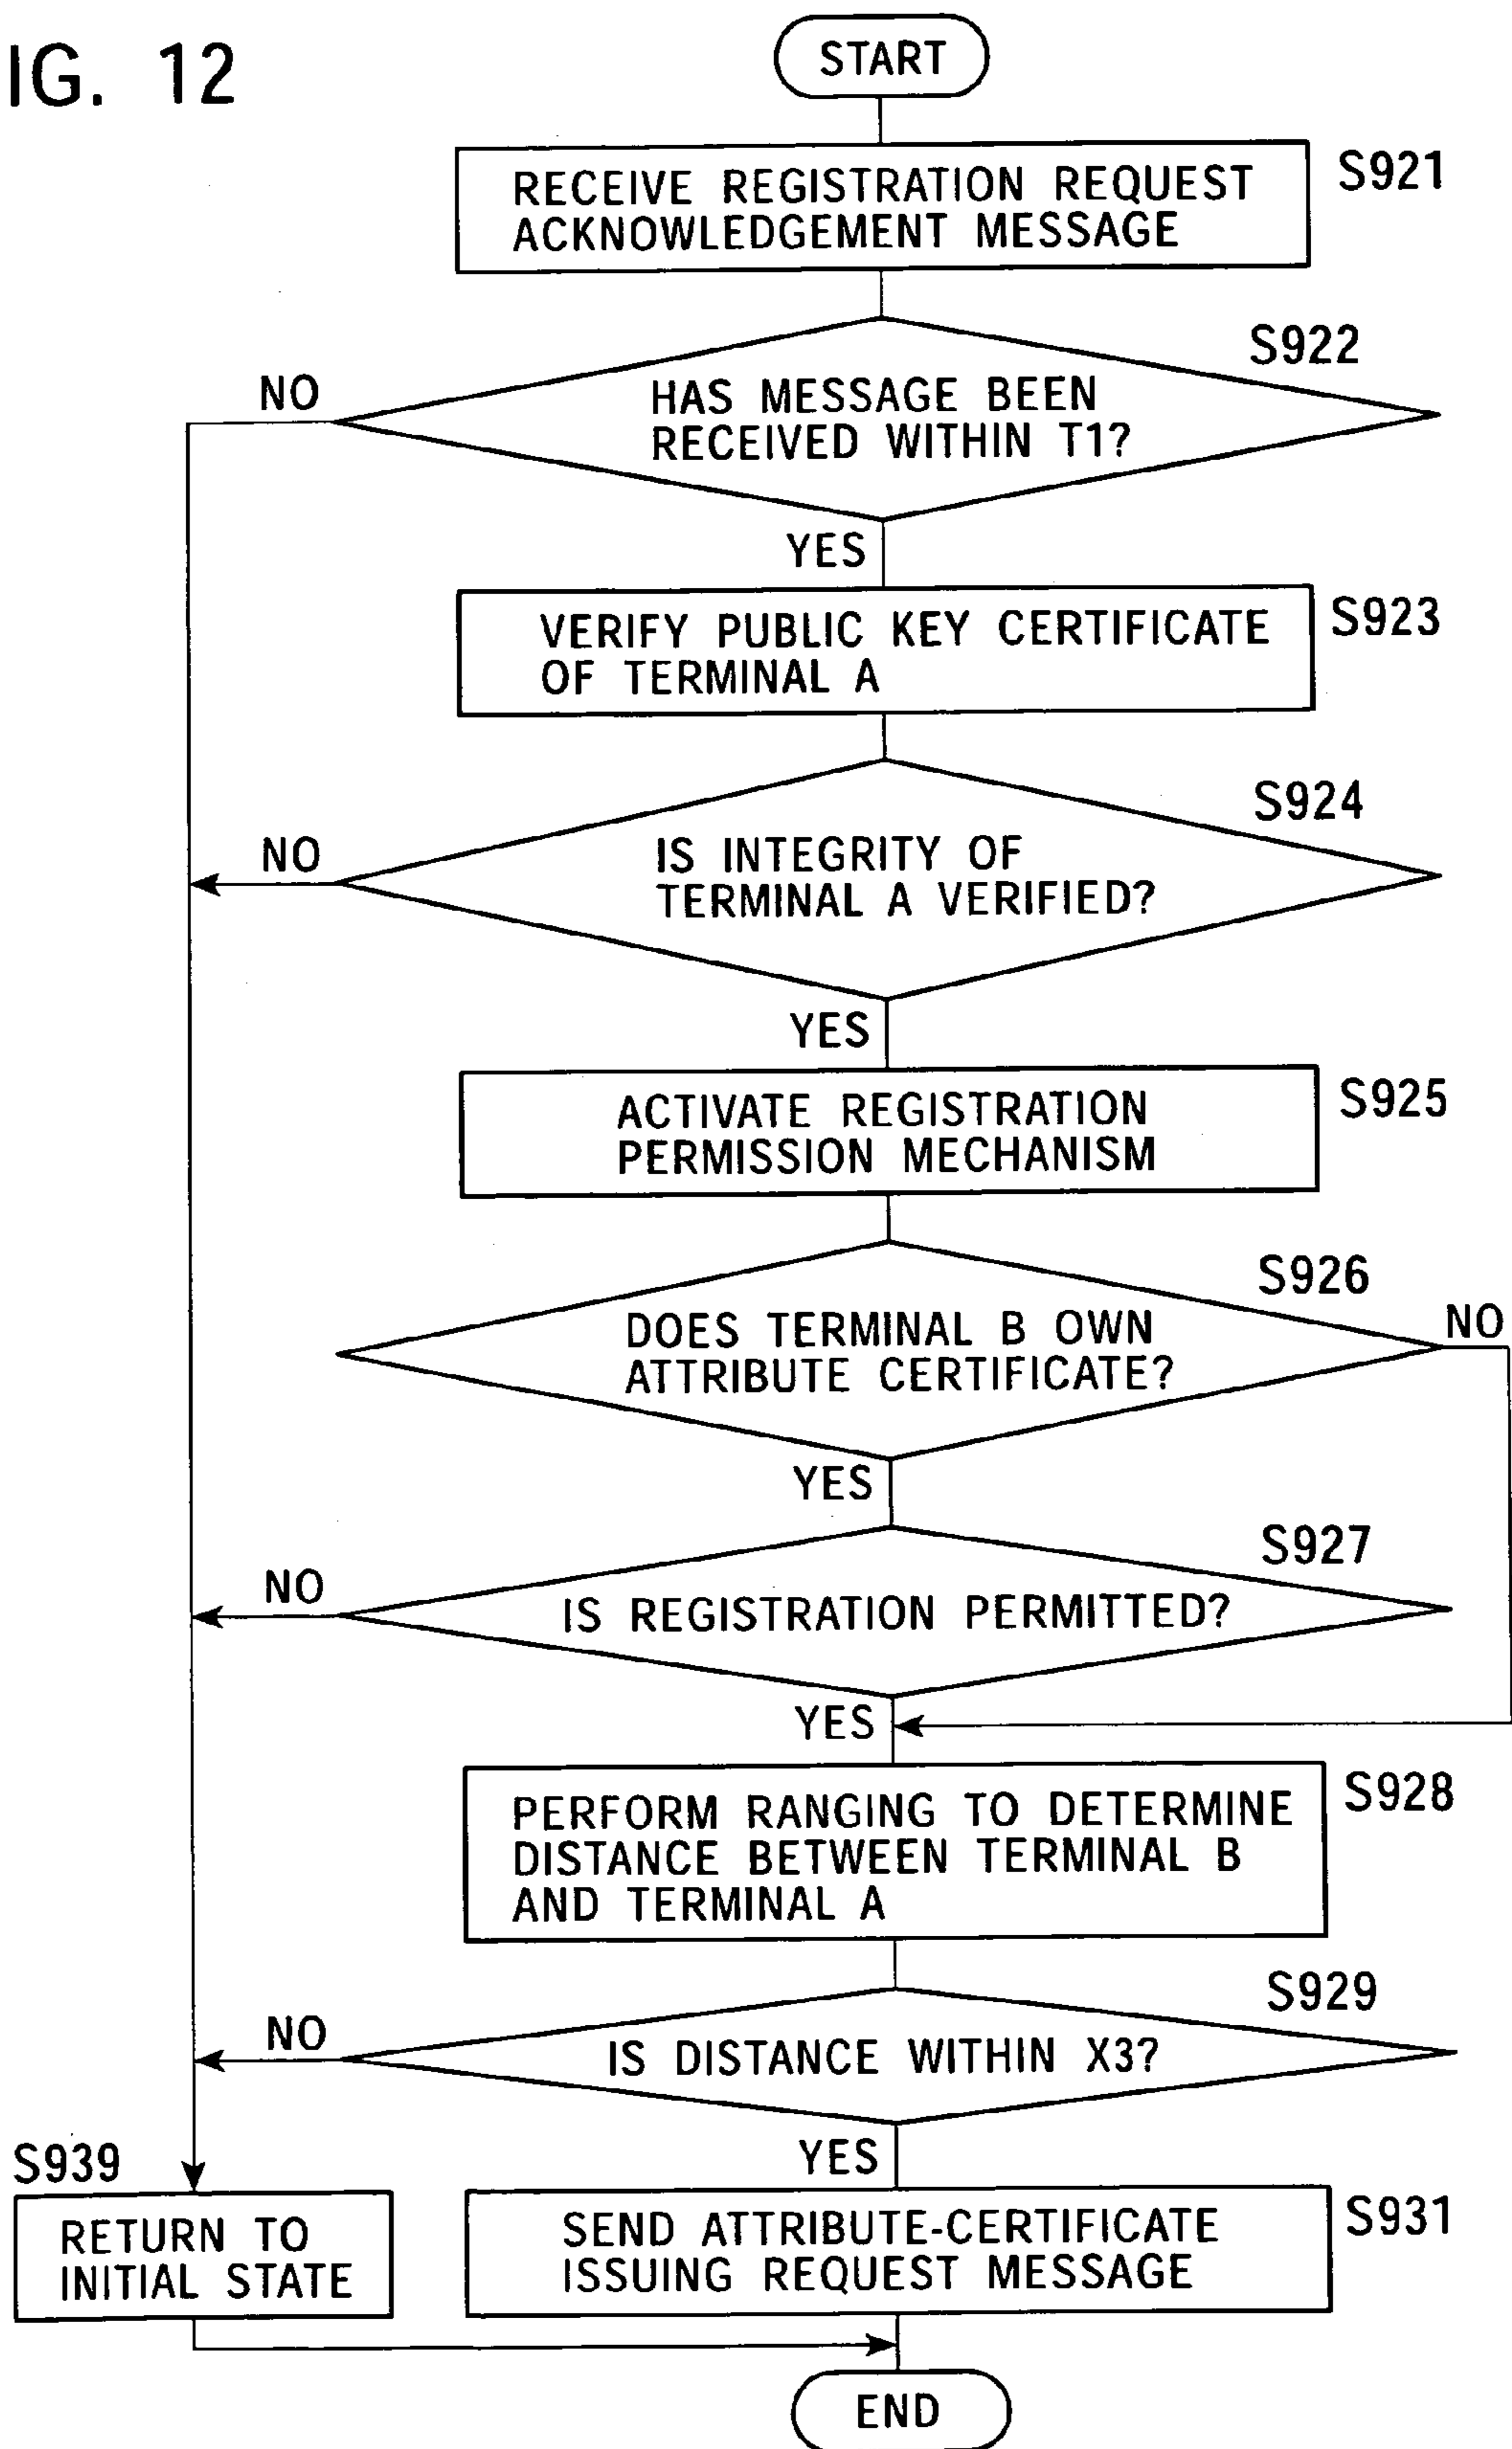 IG. 12
START
S921
RECEIVE REGISTRATION REQUEST
ACKNOWLEDGEMENT MESSAGE
S922
NO
HAS MESSAGE BEEN
RECEIVED WITHIN T1?
YES
S923
VERIFY PUBLIC KEY CERTIFICATE
OF TERMINAL A
S924
NO
IS INTEGRITY OF
TERMINAL A VERIFIED?
YES
S925
ACTIVATE REGISTRATION
PERMISSION MECHANISM
S926
NO
DOES TERMINAL B OWN
ATTRIBUTE CERTIFICATE?
YES
S927
NO
IS REGISTRATION PERMITTED?
YES
S928
PERFORM RANGING TO DETERMINE
DISTANCE BETWEEN TERMINAL B
AND TERMINAL A
S929
NO
IS DISTANCE WITHIN X3?
YES
S939
RETURN TO
INITIAL STATE
S931
SEND ATTRIBUTE-CERTIFICATE
ISSUING REQUEST MESSAGE
END